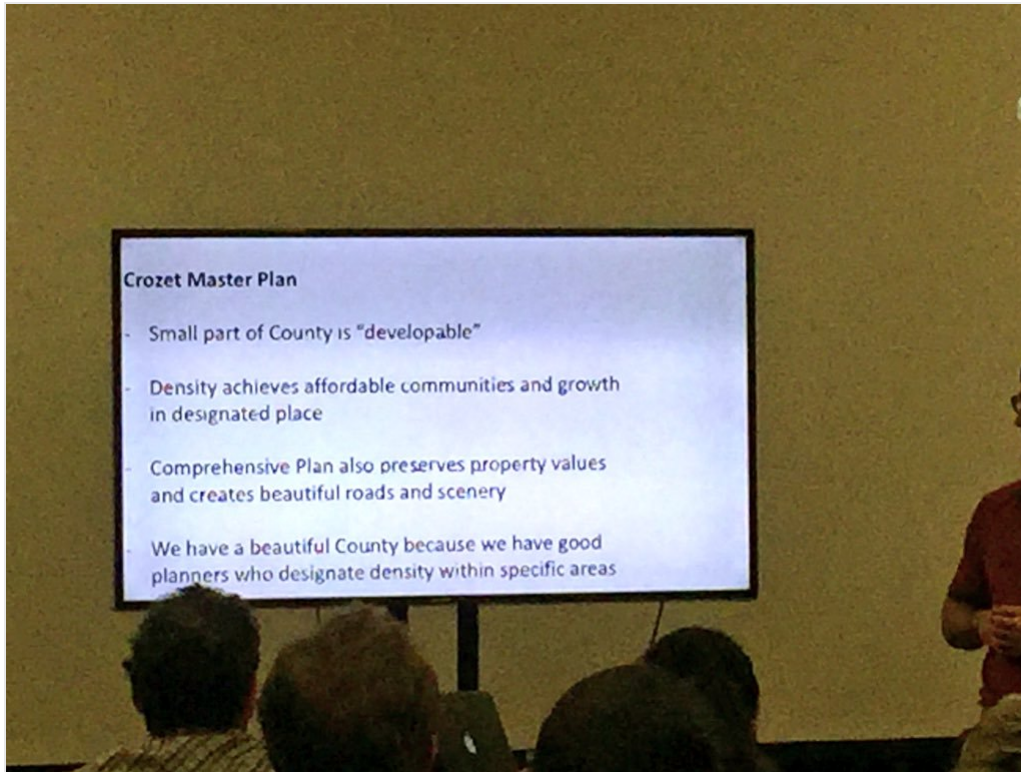 Crozet Master Plan
- Small part of County is "developable"
- Density achieves affordable communities and growth
in designated place
- Comprehensive Plan also preserves property values
and creates beautiful roads and scenery
- We have a beautiful County because we have good
planners who designate density within specific areas